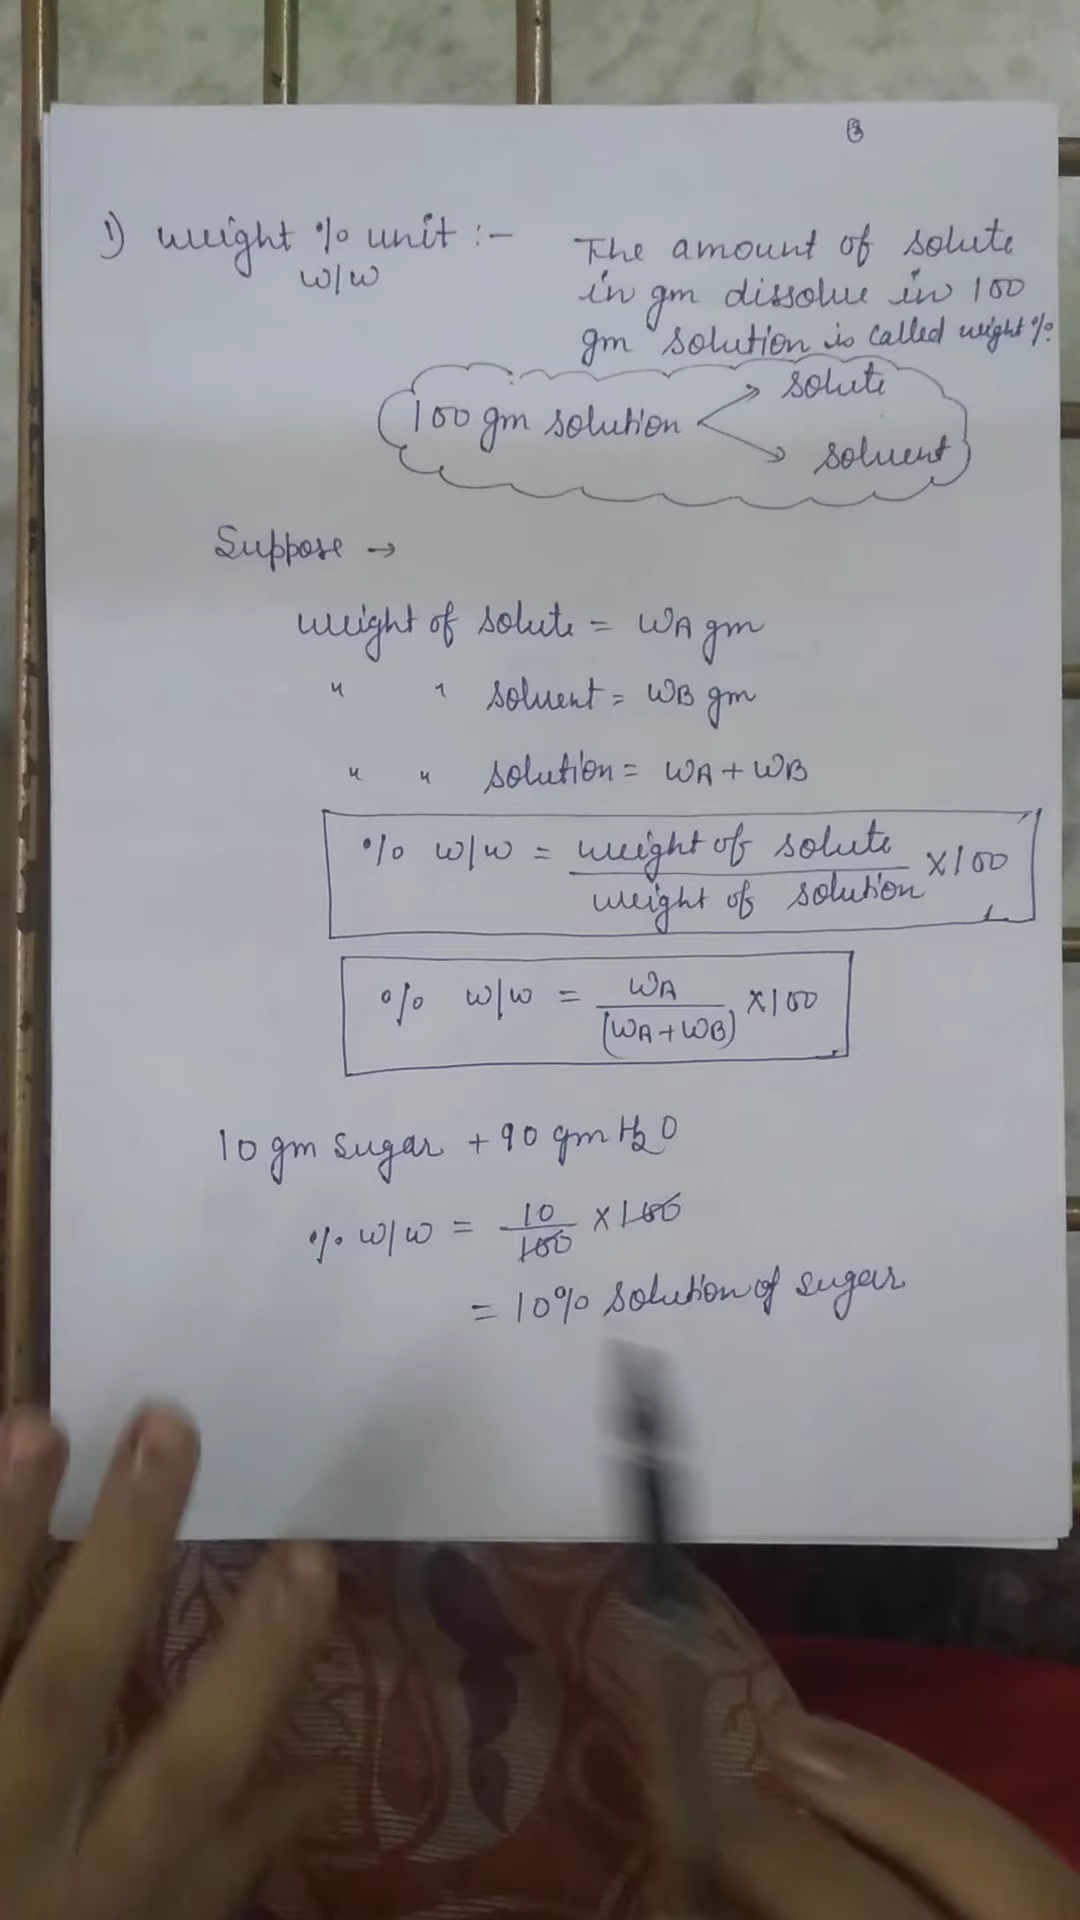 1) weight % unit :-
w/w
The amount of solute
in gm dissolve in 100
gm solution is called weight %.
100 gm solution
solute
solvent
Suppose →
weight of solute = WA gm
" " solvent = WB gm
" " solution = WA + WB
% w/w = weight of solute / weight of solution × 100
% w/w = WA / (WA + WB) × 100
10 gm sugar + 90 gm H2O
% w/w = 10 / 100 × 100
= 10% solution of sugar